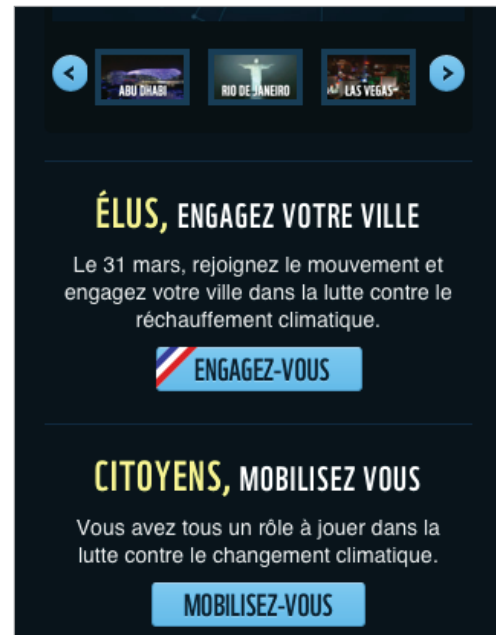 <
ABU DHABI
RIO DE JANEIRO
LAS VEGAS
>
ÉLUS, ENGAGEZ VOTRE VILLE
Le 31 mars, rejoignez le mouvement et
engagez votre ville dans la lutte contre le
réchauffement climatique.
ENGAGEZ-VOUS
CITOYENS, MOBILISEZ VOUS
Vous avez tous un rôle à jouer dans la
lutte contre le changement climatique.
MOBILISEZ-VOUS